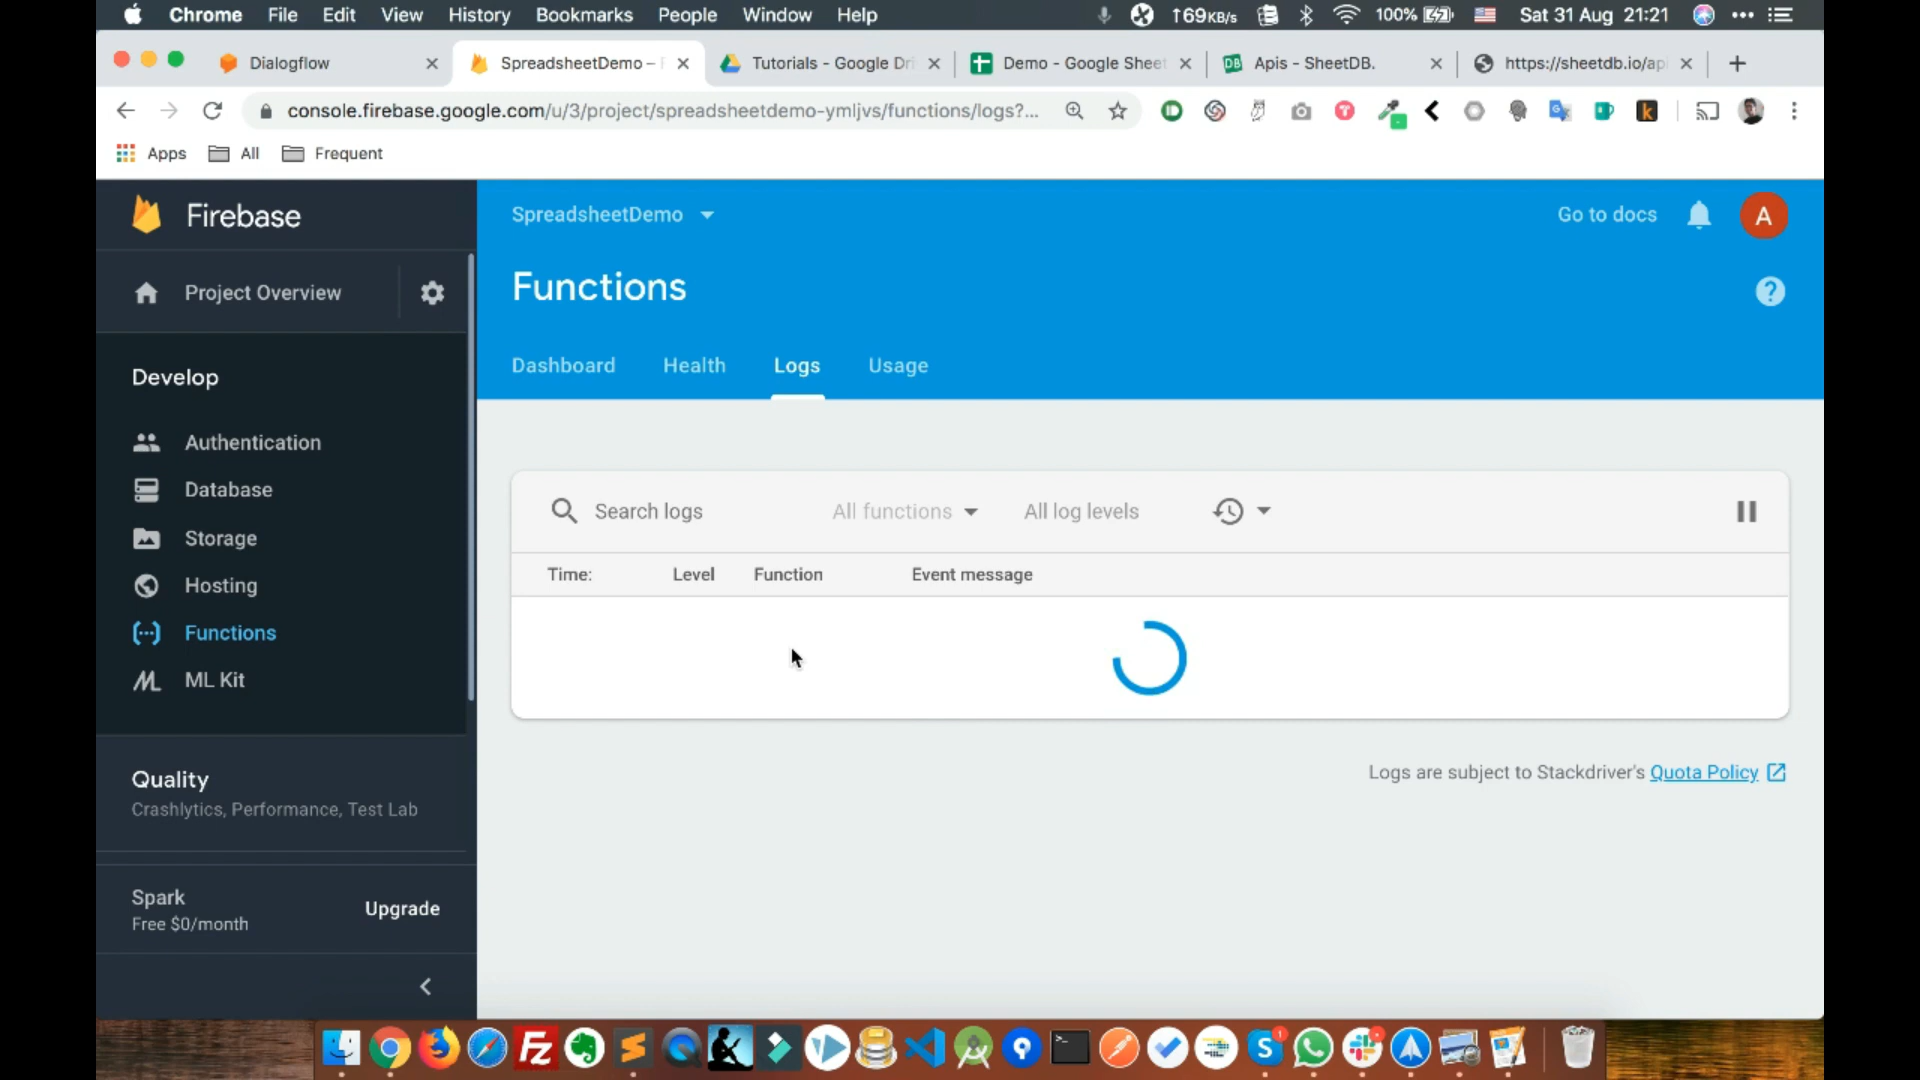 Chrome File Edit View History Bookmarks People Window Help 169KB/s 100% Sat 31 Aug 21:21
Dialogflow SpreadsheetDemo – F Tutorials - Google Dri Demo - Google Sheet Apis - SheetDB. https://sheetdb.io/api
console.firebase.google.com/u/3/project/spreadsheetdemo-ymljvs/functions/logs?...
Apps All Frequent
Firebase
SpreadsheetDemo
Go to docs
A
Project Overview
Functions
Dashboard Health Logs Usage
Develop
Authentication
Database
Storage
Hosting
Functions
ML Kit
Search logs All functions All log levels
Time: Level Function Event message
Logs are subject to Stackdriver's Quota Policy
Quality
Crashlytics, Performance, Test Lab
Spark
Free $0/month
Upgrade